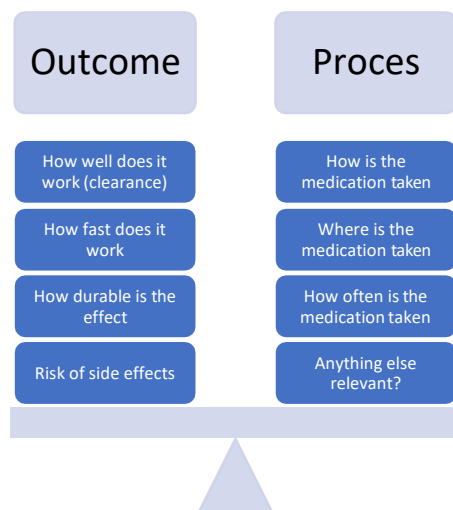 Outcome
How well does it
work (clearance)
How fast does it
work
How durable is the
effect
Risk of side effects
Proces
How is the
medication taken
Where is the
medication taken
How often is the
medication taken
Anything else
relevant?